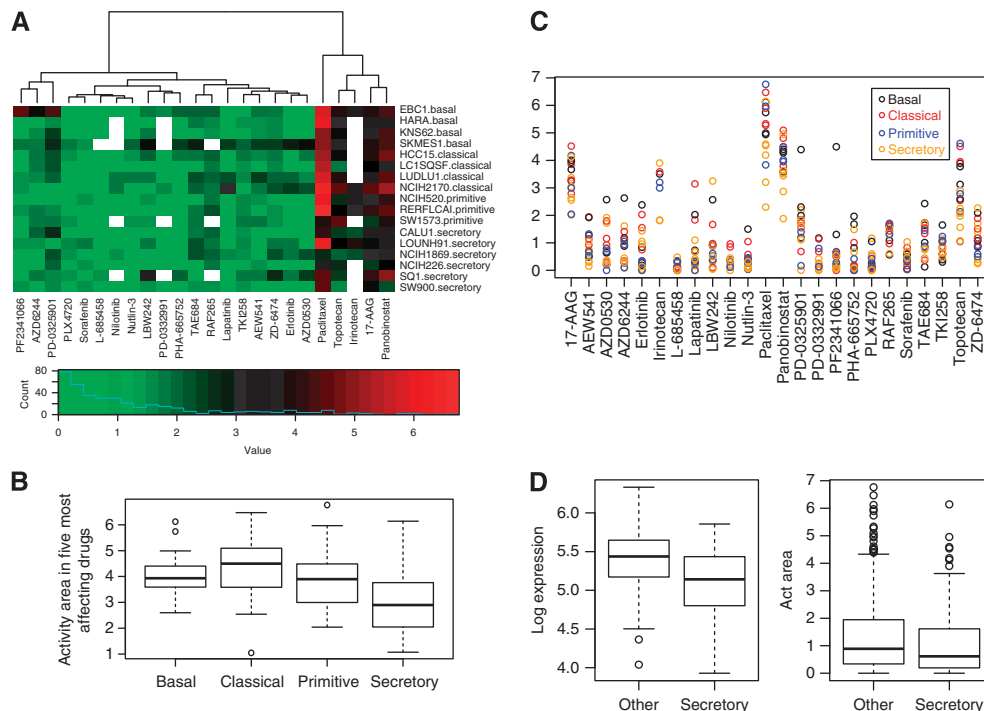 A
EBC1.basal
HARA.basal
KNS62.basal
SKMES1.basal
HCC15.classical
LC1SQSF.classical
LUDLU1.classical
NCIH2170.classical
NCIH520.primitive
RERFLCAI.primitive
SW1573.primitive
CALU1.secretory
LOUNH91.secretory
NCIH1869.secretory
NCIH226.secretory
SQ1.secretory
SW900.secretory
PF2341066
AZD6244
PD-0325901
PLX4720
Sorafenib
L-685458
Nilotinib
Nutlin-3
LBW242
PD-0332991
PHA-665752
TAE684
RAF265
Lapatinib
TKI258
AEW541
ZD-6474
Erlotinib
AZD0530
Paclitaxel
Topotecan
Irinotecan
17-AAG
Panobinostat
Count
80
40
0
0 1 2 3 4 5 6
Value
B
Activity area in five most
affecting drugs
6
5
4
3
2
1
Basal Classical Primitive Secretory
C
7
6
5
4
3
2
1
0
Basal
Classical
Primitive
Secretory
17-AAG
AEW541
AZD0530
AZD6244
Erlotinib
Irinotecan
L-685458
Lapatinib
LBW242
Nilotinib
Nutlin-3
Paclitaxel
Panobinostat
PD-0325901
PD-0332991
PF2341066
PHA-665752
PLX4720
RAF265
Sorafenib
TAE684
TKI258
Topotecan
ZD-6474
D
Log expression
6.0
5.5
5.0
4.5
4.0
Other Secretory
Act area
7
6
5
4
3
2
1
0
Other Secretory